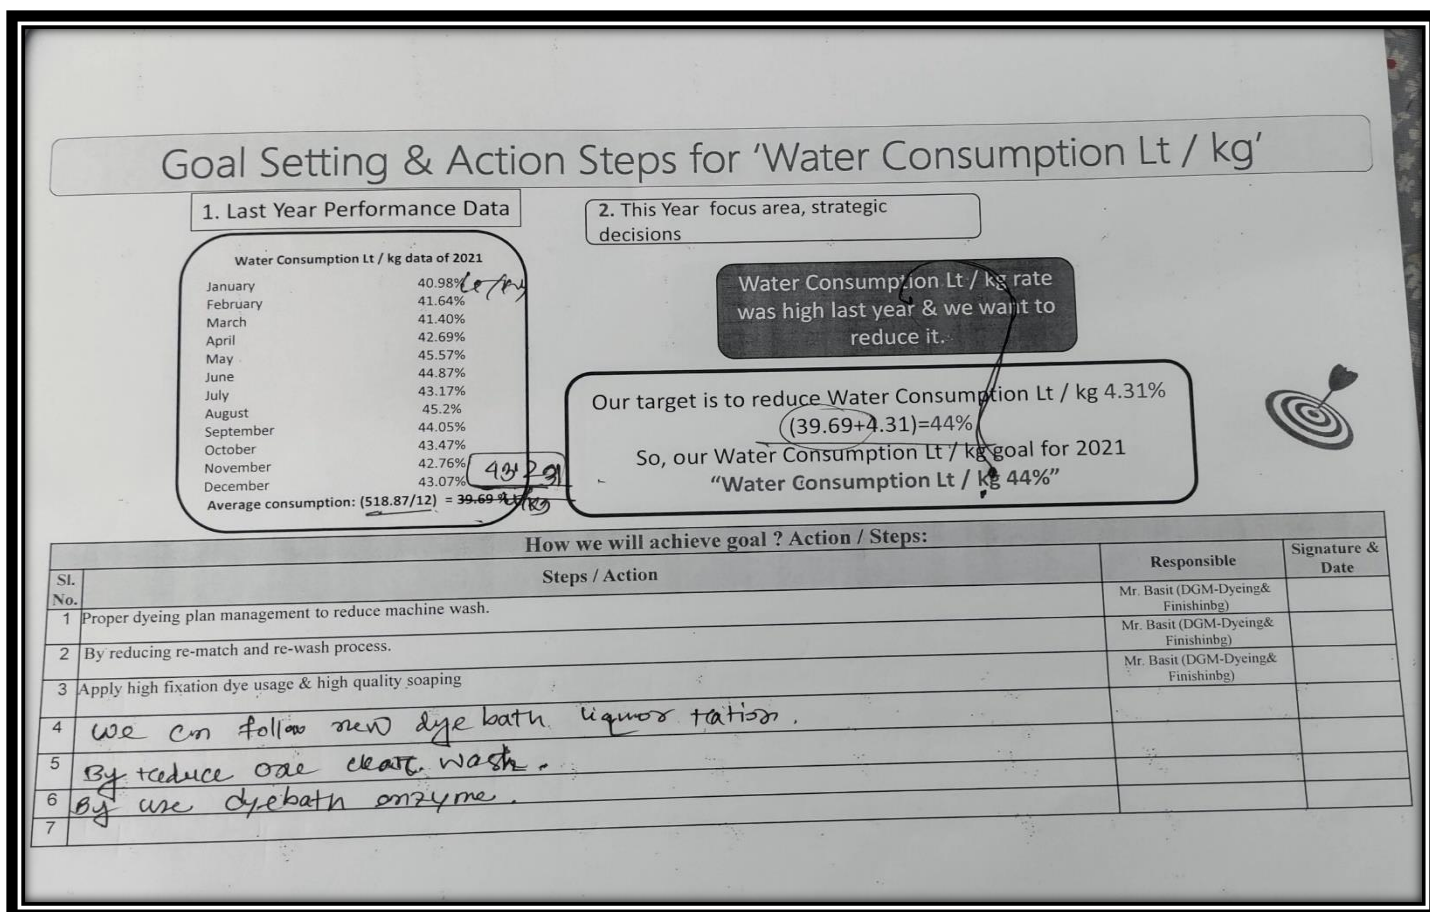 Goal Setting & Action Steps for 'Water Consumption Lt / kg'
1. Last Year Performance Data
Water Consumption Lt / kg data of 2021
January 40.98%
February 41.64%
March 41.40%
April 42.69%
May 45.57%
June 44.87%
July 43.17%
August 45.2%
September 44.05%
October 43.47%
November 42.76%
December 43.07%
Average consumption: (518.87/12) = 39.69 %
2. This Year focus area, strategic
decisions
Water Consumption Lt / kg rate
was high last year & we want to
reduce it.
Our target is to reduce Water Consumption Lt / kg 4.31%
(39.69+4.31)=44%
So, our Water Consumption Lt / kg goal for 2021
“Water Consumption Lt / kg 44%”
How we will achieve goal ? Action / Steps:
Sl.
No.
Steps / Action
Responsible
Signature &
Date
1 Proper dyeing plan management to reduce machine wash.
Mr. Basit (DGM-Dyeing&
Finishinbg)
2 By reducing re-match and re-wash process.
Mr. Basit (DGM-Dyeing&
Finishinbg)
3 Apply high fixation dye usage & high quality soaping
Mr. Basit (DGM-Dyeing&
Finishinbg)
4 we can follow new dye bath liquor
5 By reduce one wash.
6 By use dyebath enzyme.
7